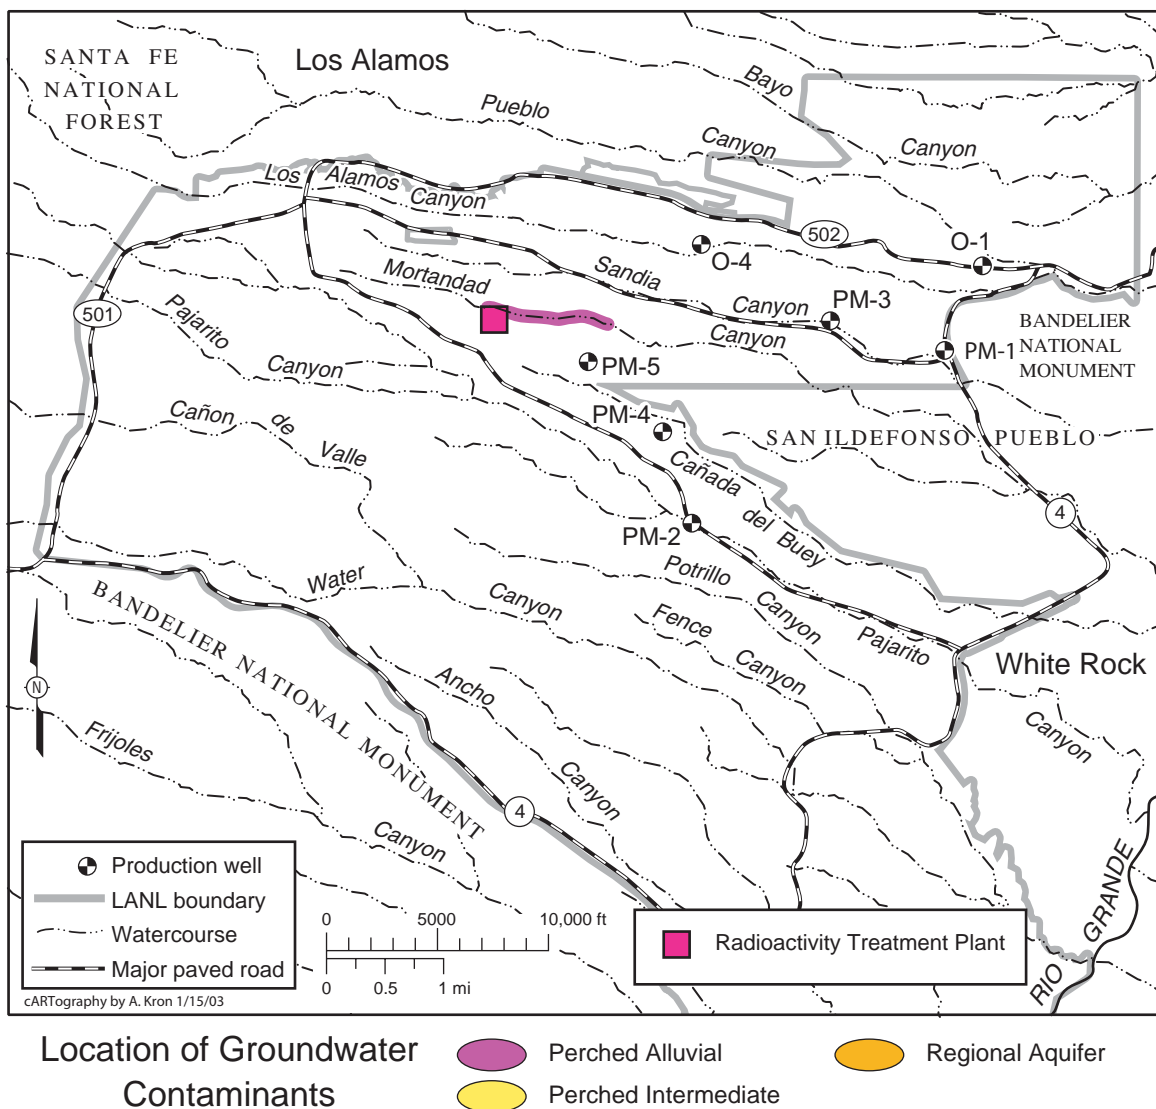 SANTA FE
NATIONAL
FOREST
Los Alamos
Bayo
Canyon
Pueblo
Canyon
Los Alamos
Canyon
502
O-1
O-4
Sandia
Canyon
PM-3
Mortandad
Canyon
501
Pajarito
Canyon
PM-1
BANDELIER
NATIONAL
MONUMENT
PM-5
PM-4
SAN ILDEFONSO PUEBLO
Cañon
de
Valle
Cañada
del Buey
4
PM-2
Water
Canyon
Potrillo
Canyon
Fence
Canyon
Pajarito
White Rock
Canyon
BANDELIER NATIONAL MONUMENT
N
Ancho
Canyon
Frijoles
Canyon
4
RIO GRANDE
Production well
LANL boundary
Watercourse
Major paved road
cARTography by A. Kron 1/15/03
0 5000 10,000 ft
0 0.5 1 mi
Radioactivity Treatment Plant
Location of Groundwater
Contaminants
Perched Alluvial
Perched Intermediate
Regional Aquifer